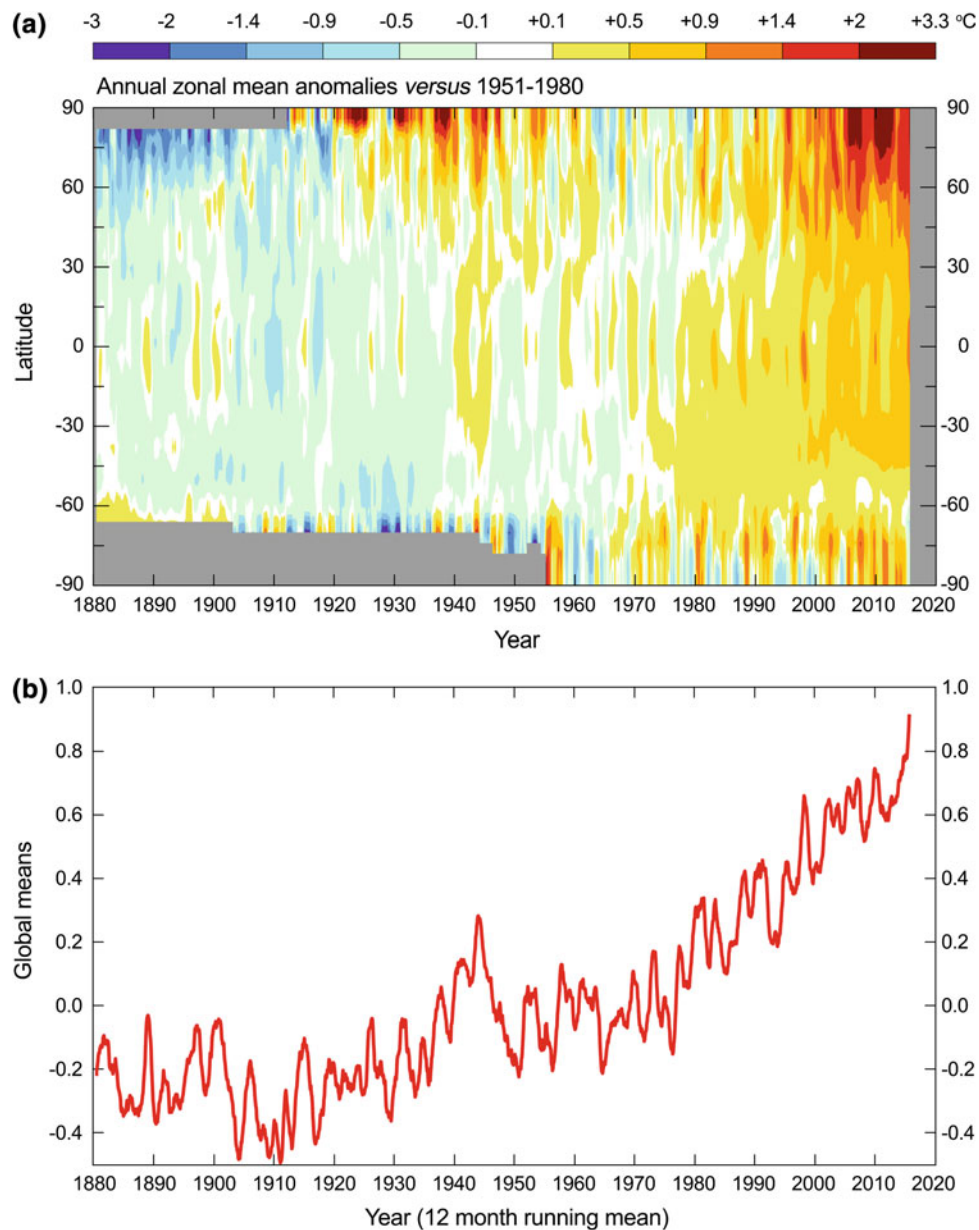 (a)
-3 -2 -1.4 -0.9 -0.5 -0.1 +0.1 +0.5 +0.9 +1.4 +2 +3.3 °C
Annual zonal mean anomalies versus 1951-1980
90 90
60 60
30 30
0 0
-30 -30
-60 -60
-90 -90
Latitude
1880 1890 1900 1910 1920 1930 1940 1950 1960 1970 1980 1990 2000 2010 2020
Year
(b)
1.0 1.0
0.8 0.8
0.6 0.6
0.4 0.4
0.2 0.2
0.0 0.0
-0.2 -0.2
-0.4 -0.4
Global means
1880 1890 1900 1910 1920 1930 1940 1950 1960 1970 1980 1990 2000 2010 2020
Year (12 month running mean)